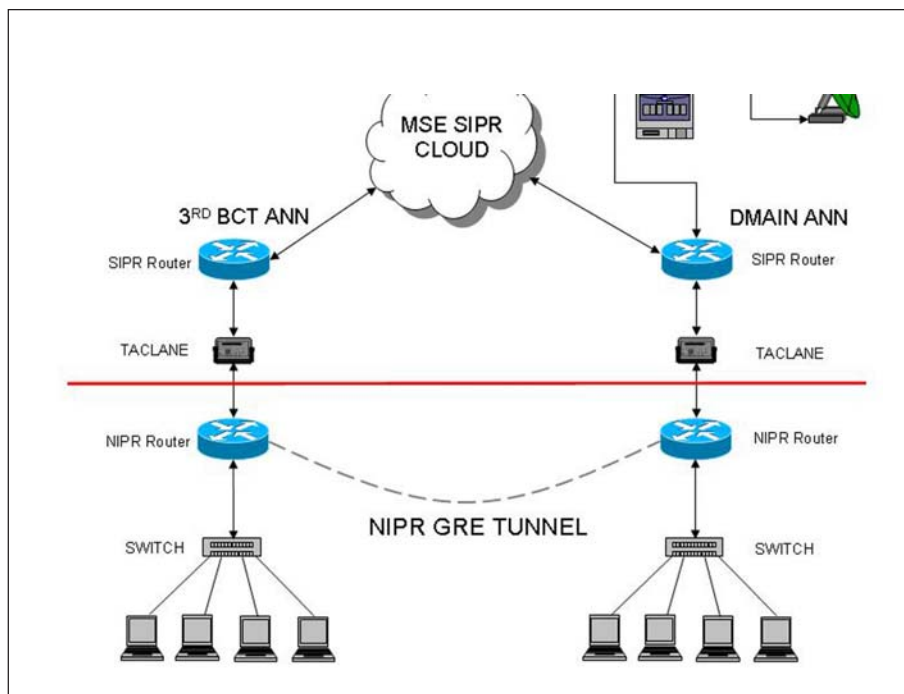 MSE SIPR
CLOUD
3RD BCT ANN
DMAIN ANN
SIPR Router
SIPR Router
TACLANE
TACLANE
NIPR Router
NIPR Router
NIPR GRE TUNNEL
SWITCH
SWITCH